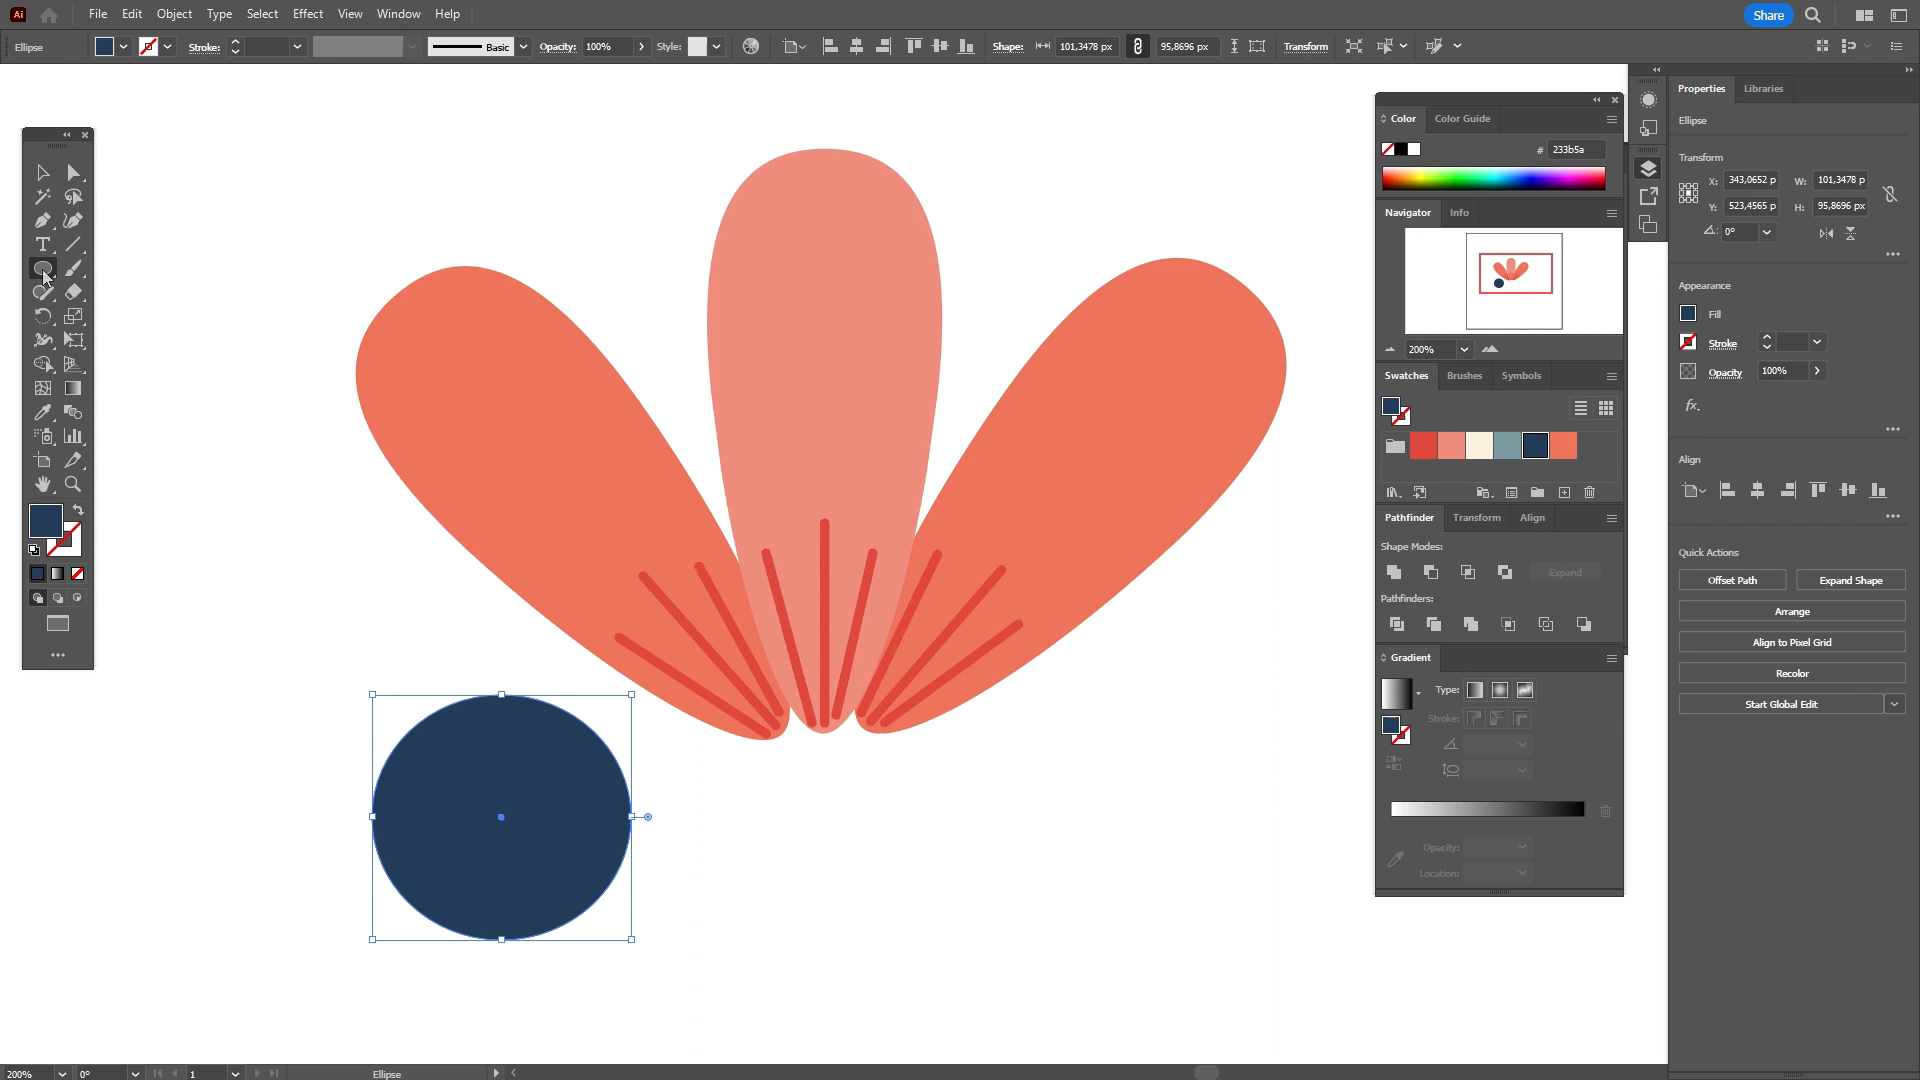 Ai File Edit Object Type Select Effect View Window Help Share
Ellipse Stroke: Basic Opacity: 100% Style: Shape: 101,3478 px 95,8696 px Transform
Properties Libraries
Ellipse
Transform
X: 343,0652 p W: 101,3478 p
Y: 523,4565 p H: 95,8696 px
0°
Appearance
Fill
Stroke
Opacity 100%
fx.
Align
Quick Actions
Offset Path Expand Shape
Arrange
Align to Pixel Grid
Recolor
Start Global Edit
Color Color Guide
# 233b5a
Navigator Info
200%
Swatches Brushes Symbols
Pathfinder Transform Align
Shape Modes:
Expand
Pathfinders:
Gradient
Type:
Stroke:
Opacity:
Location:
T
200% 0° 1 Ellipse